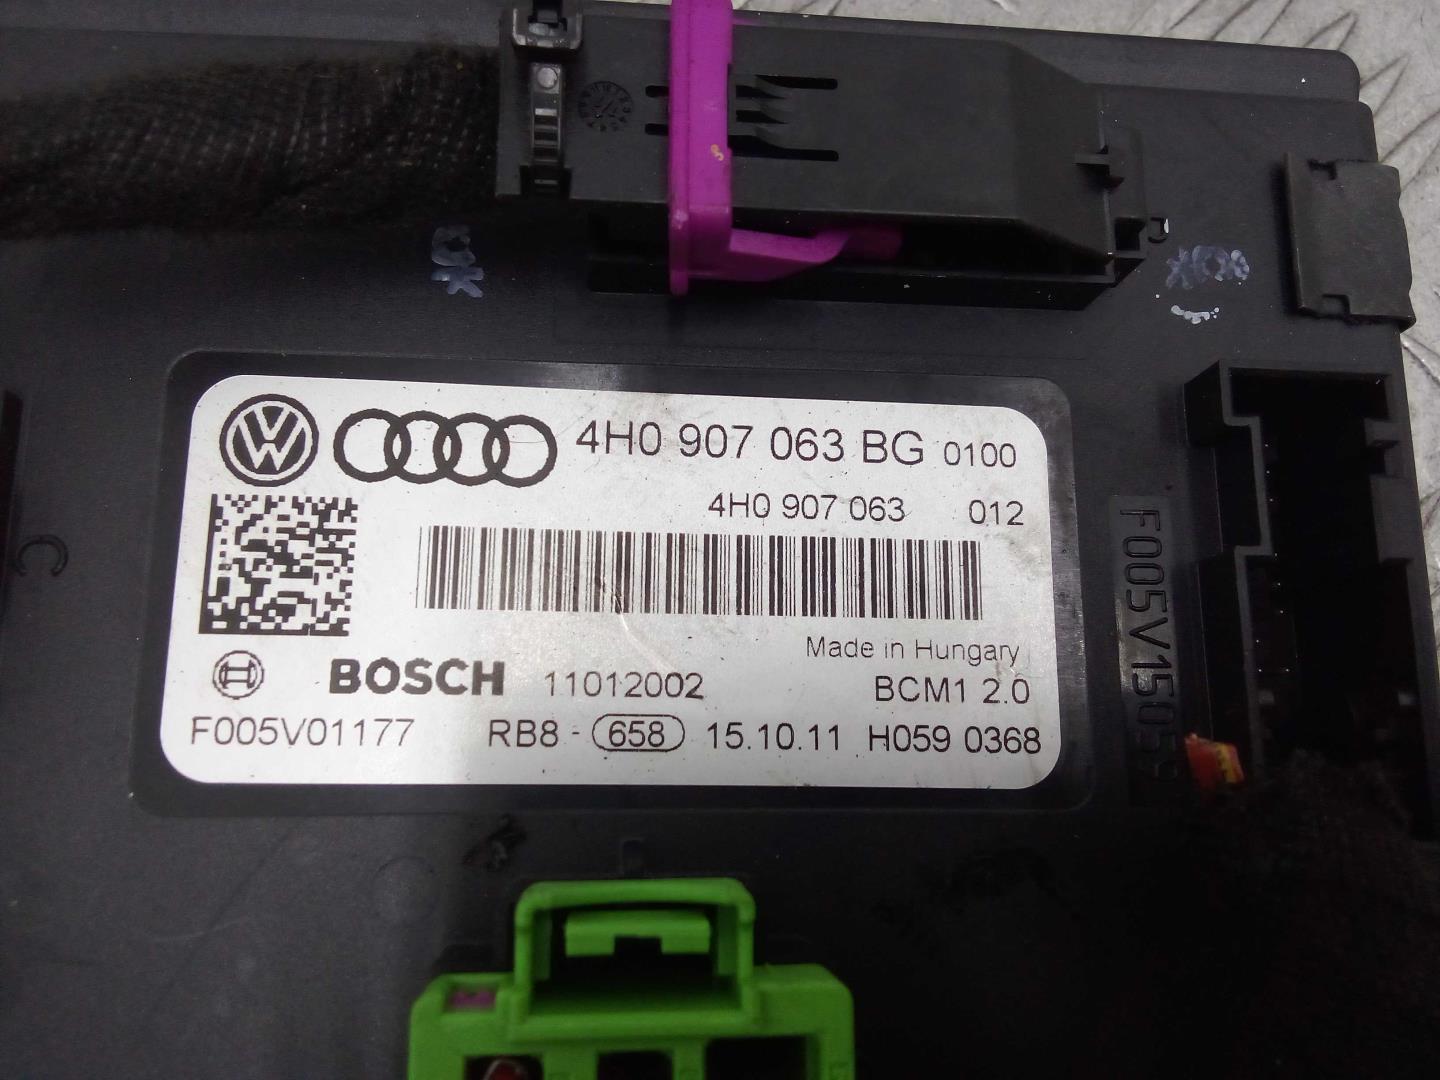 4H0 907 063 BG 0100
4H0 907 063 012
Made in Hungary
BOSCH 11012002 BCM1 2.0
F005V01177 RB8 - 658 15.10.11 H059 0368
C
OK